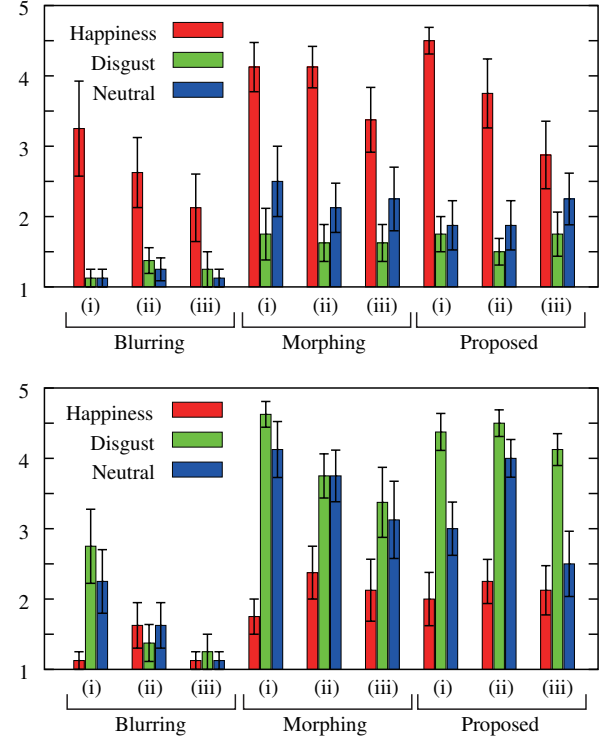 5
Happiness
Disgust
4
Neutral
3
2
1
(i) (ii) (iii) (i) (ii) (iii) (i) (ii) (iii)
Blurring Morphing Proposed
5
Happiness
Disgust
4
Neutral
3
2
1
(i) (ii) (iii) (i) (ii) (iii) (i) (ii) (iii)
Blurring Morphing Proposed